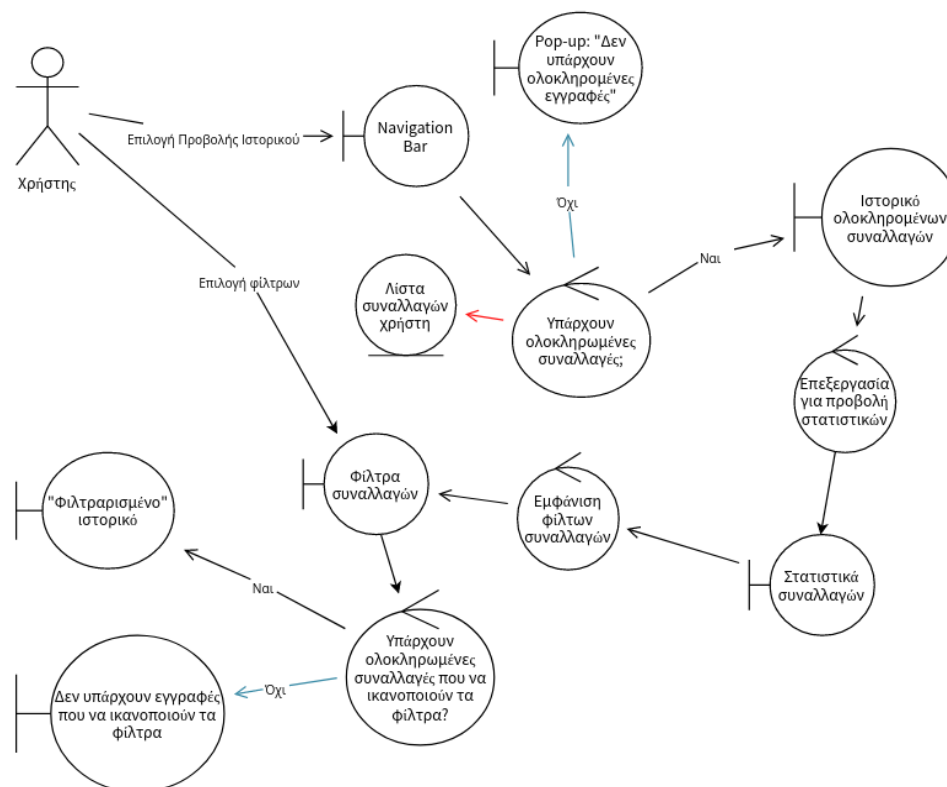 Pop-up: "Δεν
υπάρχουν
ολοκληρομένες
εγγραφές"
Επιλογή Προβολής Ιστορικού
Navigation
Bar
Χρήστης
Όχι
Ιστορικό
ολοκληρομένων
συναλλαγών
Ναι
Επιλογή φίλτρων
Λίστα
συναλλαγών
χρήστη
Υπάρχουν
ολοκληρωμένες
συναλλαγές;
Επεξεργασία
για προβολή
στατιστικών
Φίλτρα
συναλλαγών
"Φιλτραρισμένο"
ιστορικό
Εμφάνιση
φίλτων
συναλλαγών
Στατιστικά
συναλλαγών
Ναι
Υπάρχουν
ολοκληρωμένες
συναλλαγές που να
ικανοποιούν τα
φίλτρα?
Όχι
Δεν υπάρχουν εγγραφές
που να ικανοποιούν τα
φίλτρα